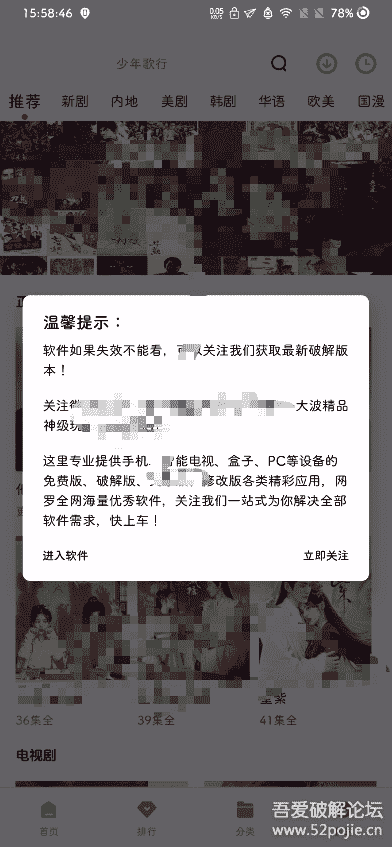 15:58:46
0.05
KB/S
78%
少年歌行
推荐 新剧 内地 美剧 韩剧 华语 欧美 国漫
温馨提示：
软件如果失效不能看，可以关注我们获取最新破解版
本！
关注微 大波精品
神级玩
这里专业提供手机、智能电视、盒子、PC等设备的
免费版、破解版、 修改版各类精彩应用，网
罗全网海量优秀软件，关注我们一站式为你解决全部
软件需求，快上车！
进入软件 立即关注
36集全 39集全 41集全
电视剧
首页 排行 分类
吾爱破解论坛
www.52pojie.cn